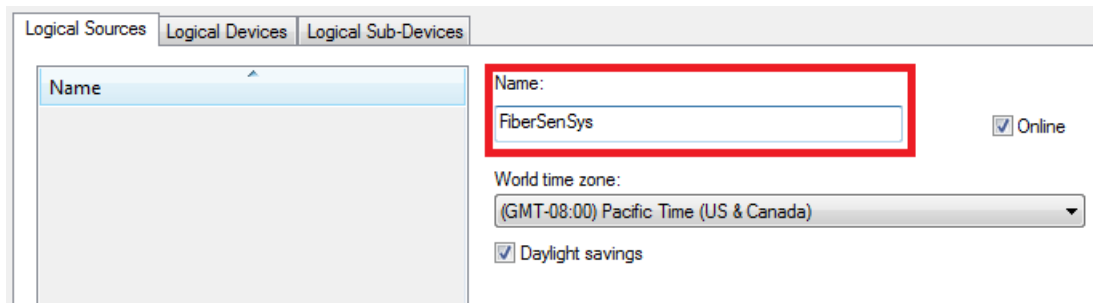 Logical Sources Logical Devices Logical Sub-Devices
Name
Name:
FiberSenSys
Online
World time zone:
(GMT-08:00) Pacific Time (US & Canada)
Daylight savings